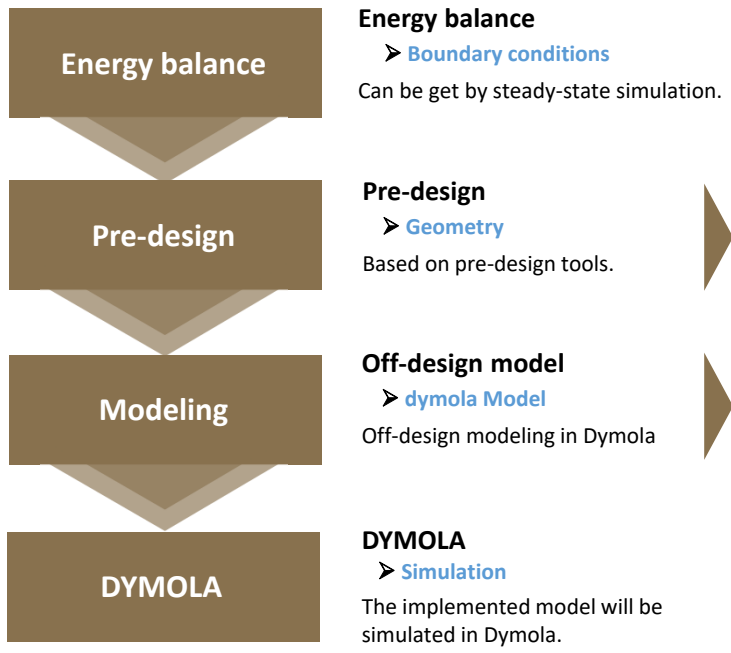 Energy balance
Energy balance
➢ Boundary conditions
Can be get by steady-state simulation.
Pre-design
Pre-design
➢ Geometry
Based on pre-design tools.
Modeling
Off-design model
➢ dymola Model
Off-design modeling in Dymola
DYMOLA
DYMOLA
➢ Simulation
The implemented model will be
simulated in Dymola.